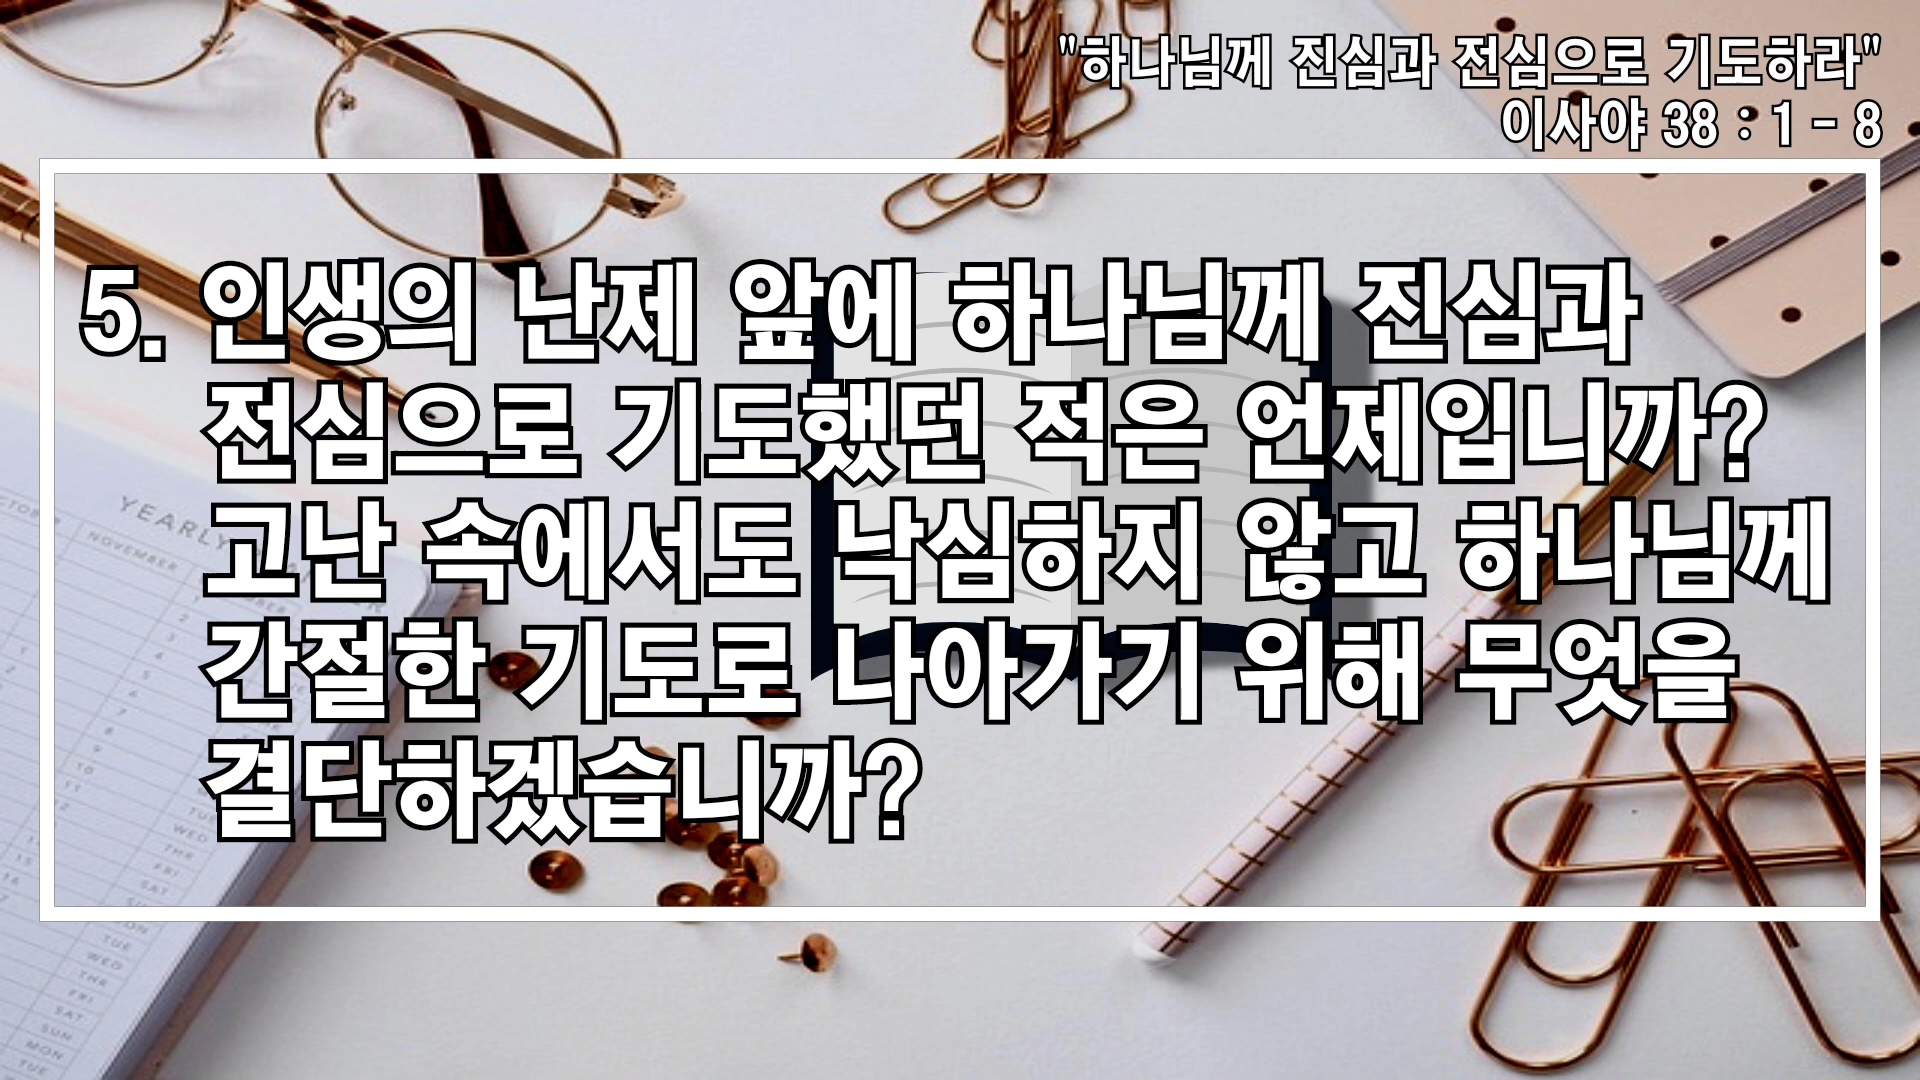 "하나님께 진심과 전심으로 기도하라"
이사야 38 : 1 - 8
5. 인생의 난제 앞에 하나님께 진심과
전심으로 기도했던 적은 언제입니까?
고난 속에서도 낙심하지 않고 하나님께
간절한 기도로 나아가기 위해 무엇을
결단하겠습니까?
YEARLY
NOVEMBER